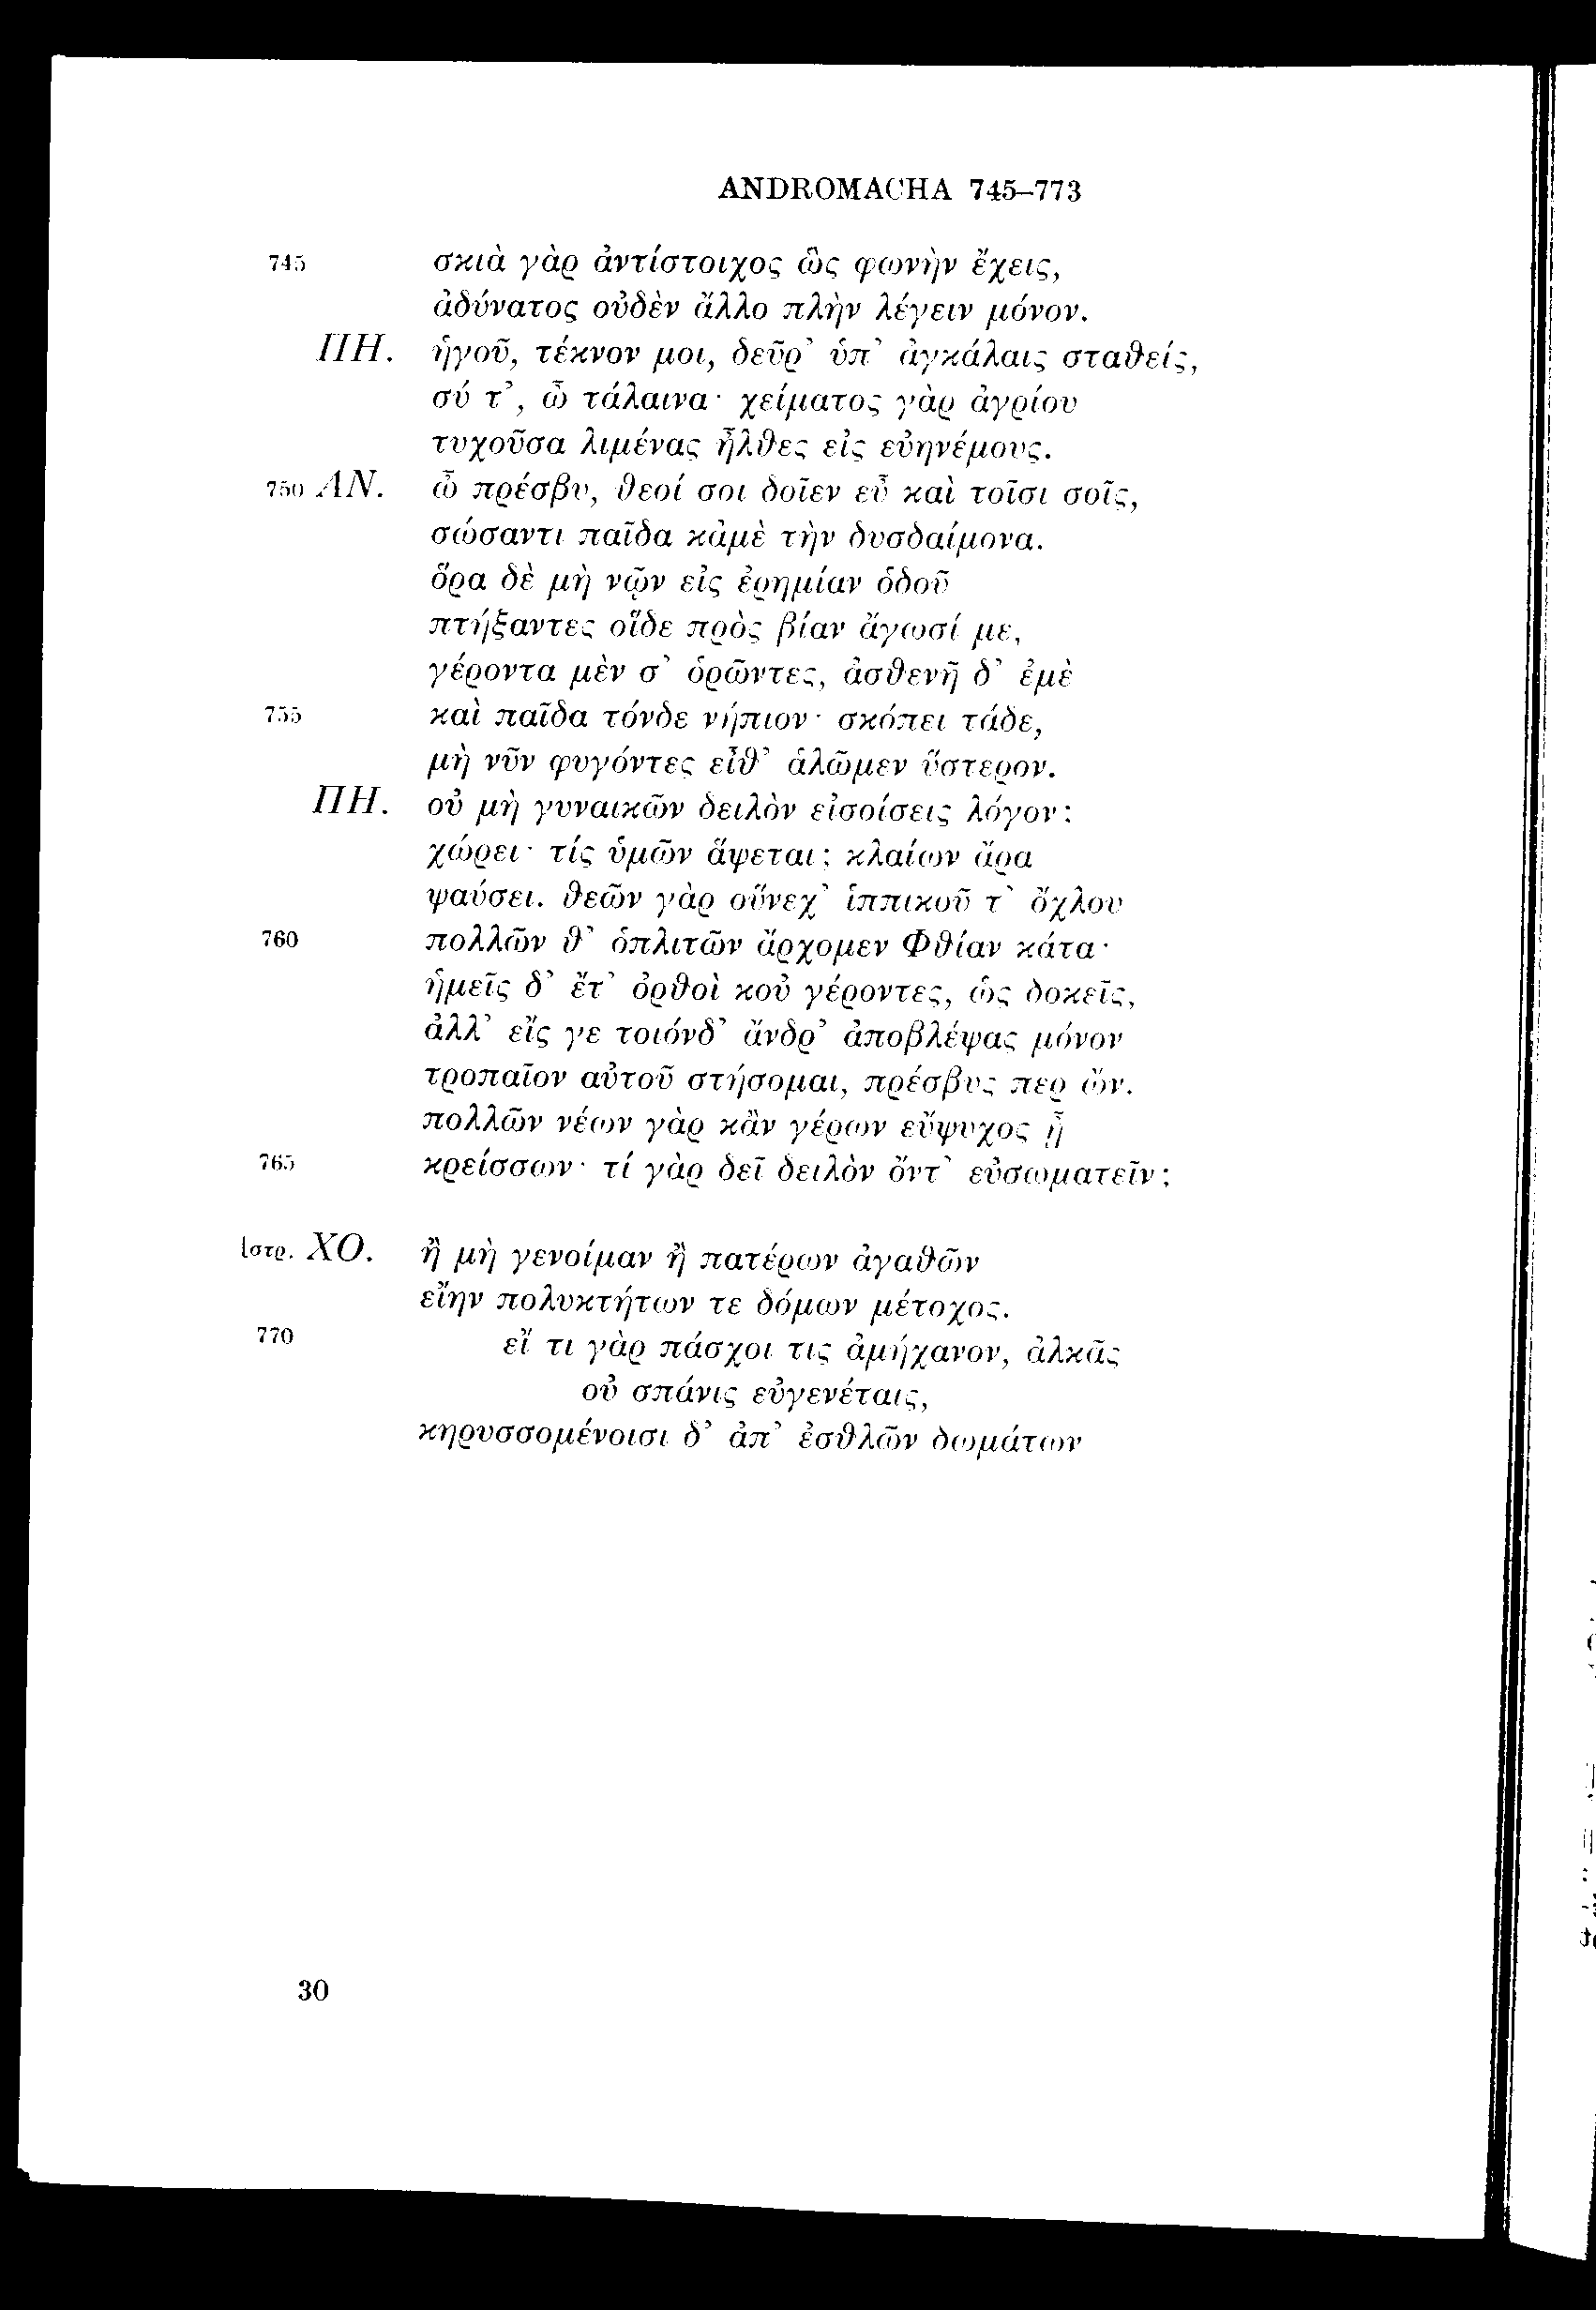 ANDROMACHA 745–773
745 σκιὰ γὰρ ἀντίστοιχος ὣς φωνὴν ἔχεις,
ἀδύνατος οὐδὲν ἄλλο πλὴν λέγειν μόνον.
ΠΗ. ἡγοῦ, τέκνον μοι, δεῦρ’ ὑπ’ ἀγκάλαις σταθείς,
σύ τ’, ὦ τάλαινα· χείματος γὰρ ἀγρίου
τυχοῦσα λιμένας ἦλθες εἰς εὐηνέμους.
750 ΑΝ. ὦ πρέσβυ, θεοί σοι δοῖεν εὖ καὶ τοῖσι σοῖς,
σώσαντι παῖδα κἀμὲ τὴν δυσδαίμονα.
ὅρα δὲ μὴ νῷν εἰς ἐρημίαν ὁδοῦ
πτήξαντες οἵδε πρὸς βίαν ἄγωσί με,
γέροντα μὲν σ’ ὁρῶντες, ἀσθενῆ δ’ ἐμὲ
755 καὶ παῖδα τόνδε νήπιον· σκόπει τάδε,
μὴ νῦν φυγόντες εἶθ’ ἁλῶμεν ὕστερον.
ΠΗ. οὐ μὴ γυναικῶν δειλὸν εἰσοίσεις λόγον;
χώρει· τίς ὑμῶν ἅψεται; κλαίων ἄρα
ψαύσει. θεῶν γὰρ οὕνεχ’ ἱππικοῦ τ’ ὄχλου
760 πολλῶν θ’ ὁπλιτῶν ἄρχομεν Φθίαν κάτα·
ἡμεῖς δ’ ἔτ’ ὀρθοὶ κοὐ γέροντες, ὡς δοκεῖς,
ἀλλ’ εἴς γε τοιόνδ’ ἄνδρ’ ἀποβλέψας μόνον
τροπαῖον αὐτοῦ στήσομαι, πρέσβυς περ ὤν.
πολλῶν νέων γὰρ κἂν γέρων εὔψυχος ᾖ
765 κρείσσων· τί γὰρ δεῖ δειλὸν ὄντ’ εὐσωματεῖν;
[στρ. ΧΟ. ἢ μὴ γενοίμαν ἢ πατέρων ἀγαθῶν
εἴην πολυκτήτων τε δόμων μέτοχος.
770 εἴ τι γὰρ πάσχοι τις ἀμήχανον, ἀλκᾶς
οὐ σπάνις εὐγενέταις,
κηρυσσομένοισι δ’ ἀπ’ ἐσθλῶν δωμάτων
30